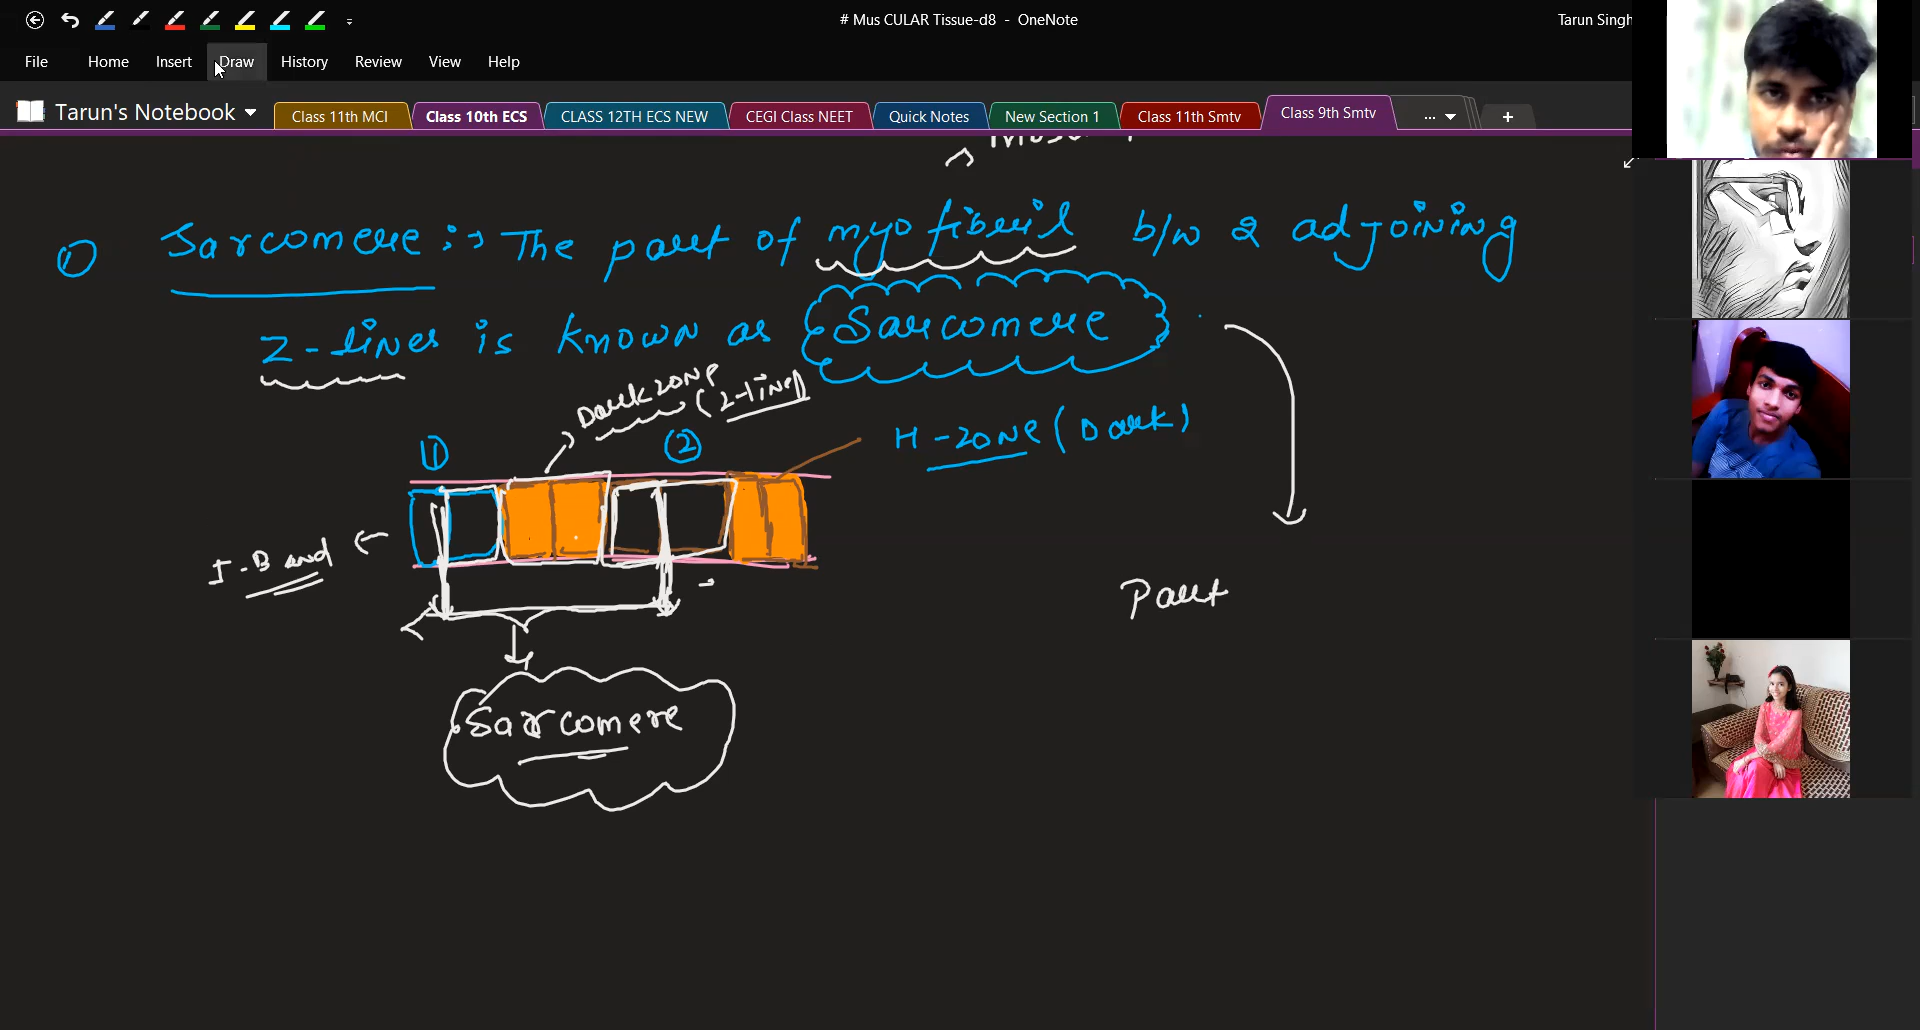 # Mus CULAR Tissue-d8 - OneNote
Tarun Singh
File Home Insert Draw History Review View Help
Tarun's Notebook
Class 11th MCI
Class 10th ECS
CLASS 12TH ECS NEW
CEGI Class NEET
Quick Notes
New Section 1
Class 11th Smtv
Class 9th Smtv
...
+
① Sarcomere :→ The part of myofibril b/w 2 adjoining
Z-lines is known as Sarcomere
Dark zone
(Z-line)
① ②
H-zone (Dark)
I-Band
Part
Sarcomere